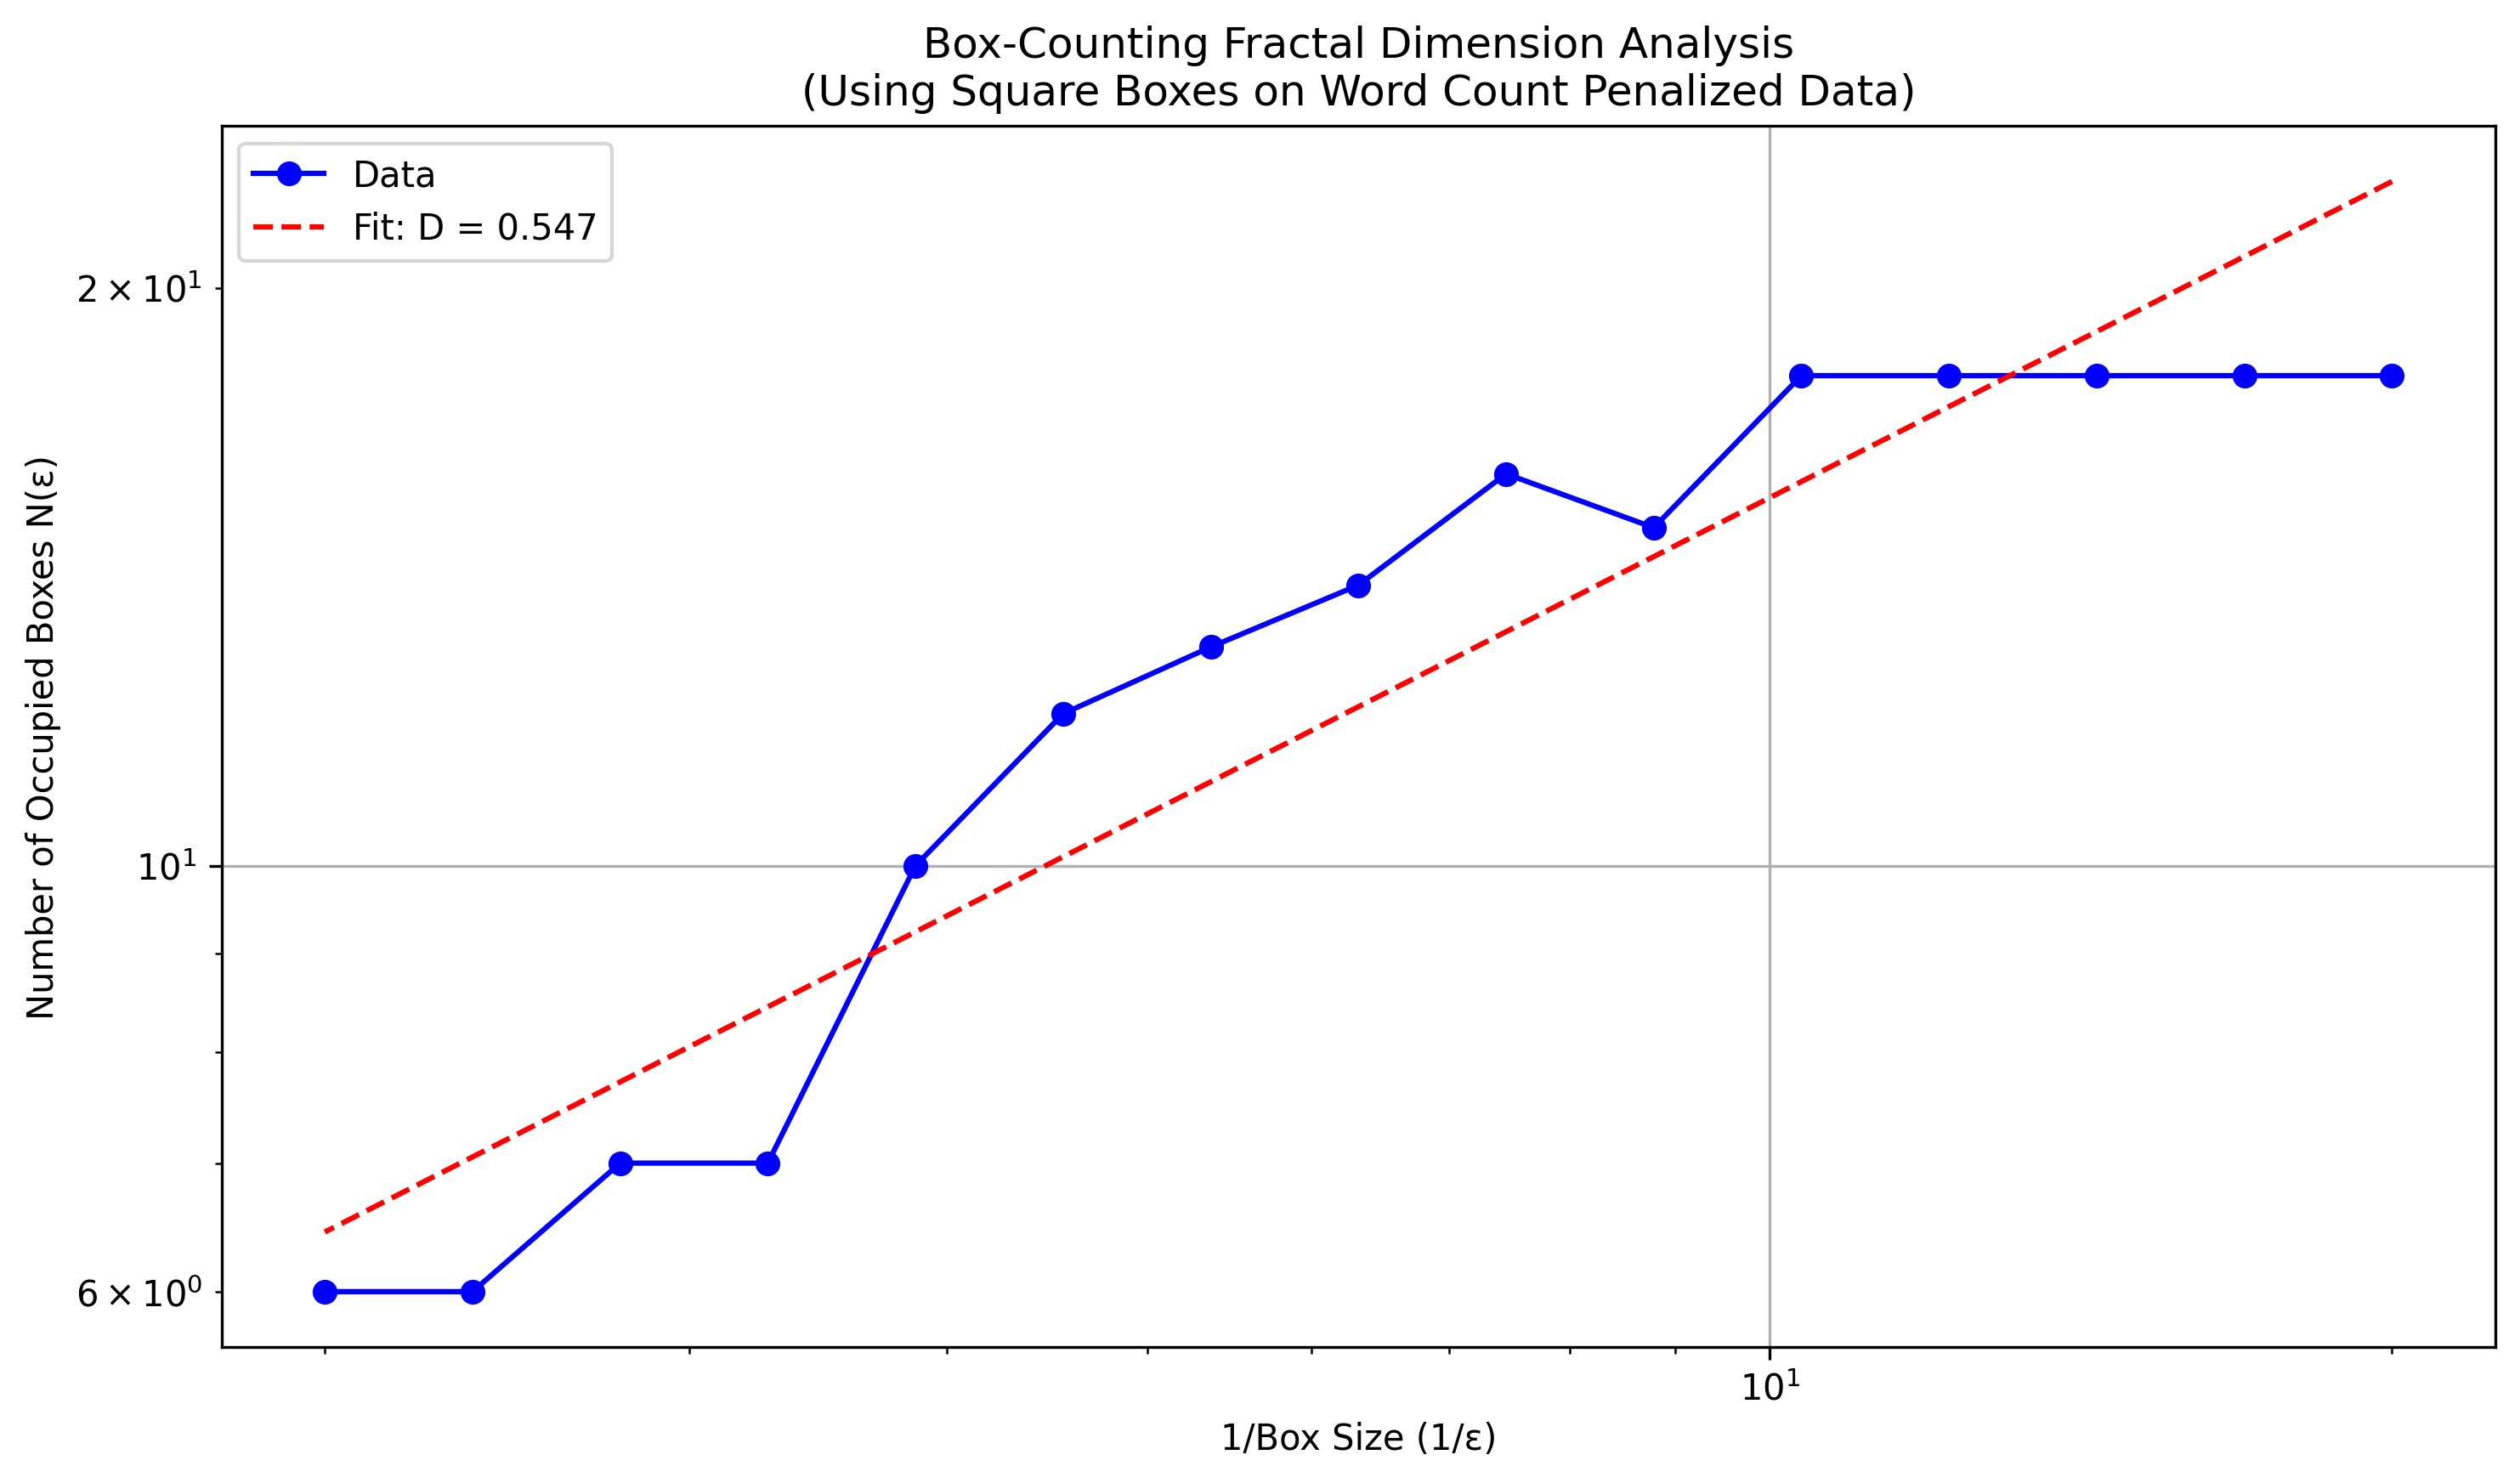 Box-Counting Fractal Dimension Analysis
(Using Square Boxes on Word Count Penalized Data)
Data
Fit: D = 0.547
2 × 10¹
10¹
6 × 10⁰
Number of Occupied Boxes N(ε)
10¹
1/Box Size (1/ε)